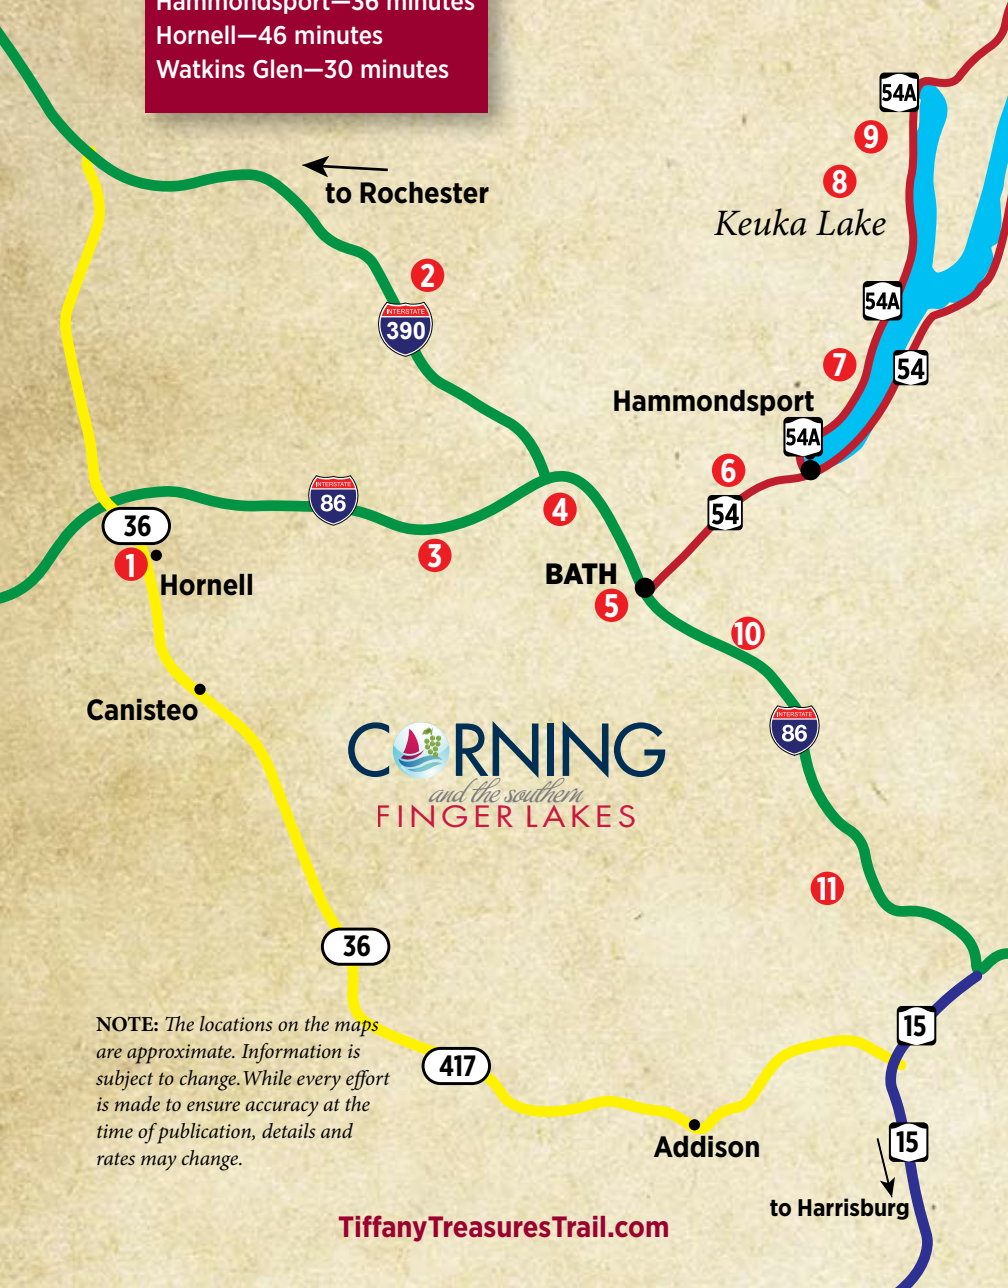 Hammondsport—36 minutes
Hornell—46 minutes
Watkins Glen—30 minutes
54A
9
to Rochester
8
Keuka Lake
2
INTERSTATE
390
54A
7
54
Hammondsport
54A
6
INTERSTATE
86
54
4
36
3
1
Hornell
BATH
5
10
Canisteo
INTERSTATE
86
CORNING
and the southern
FINGER LAKES
11
36
NOTE: The locations on the maps
are approximate. Information is
subject to change.While every effort
is made to ensure accuracy at the
time of publication, details and
rates may change.
15
417
Addison
15
to Harrisburg
TiffanyTreasuresTrail.com